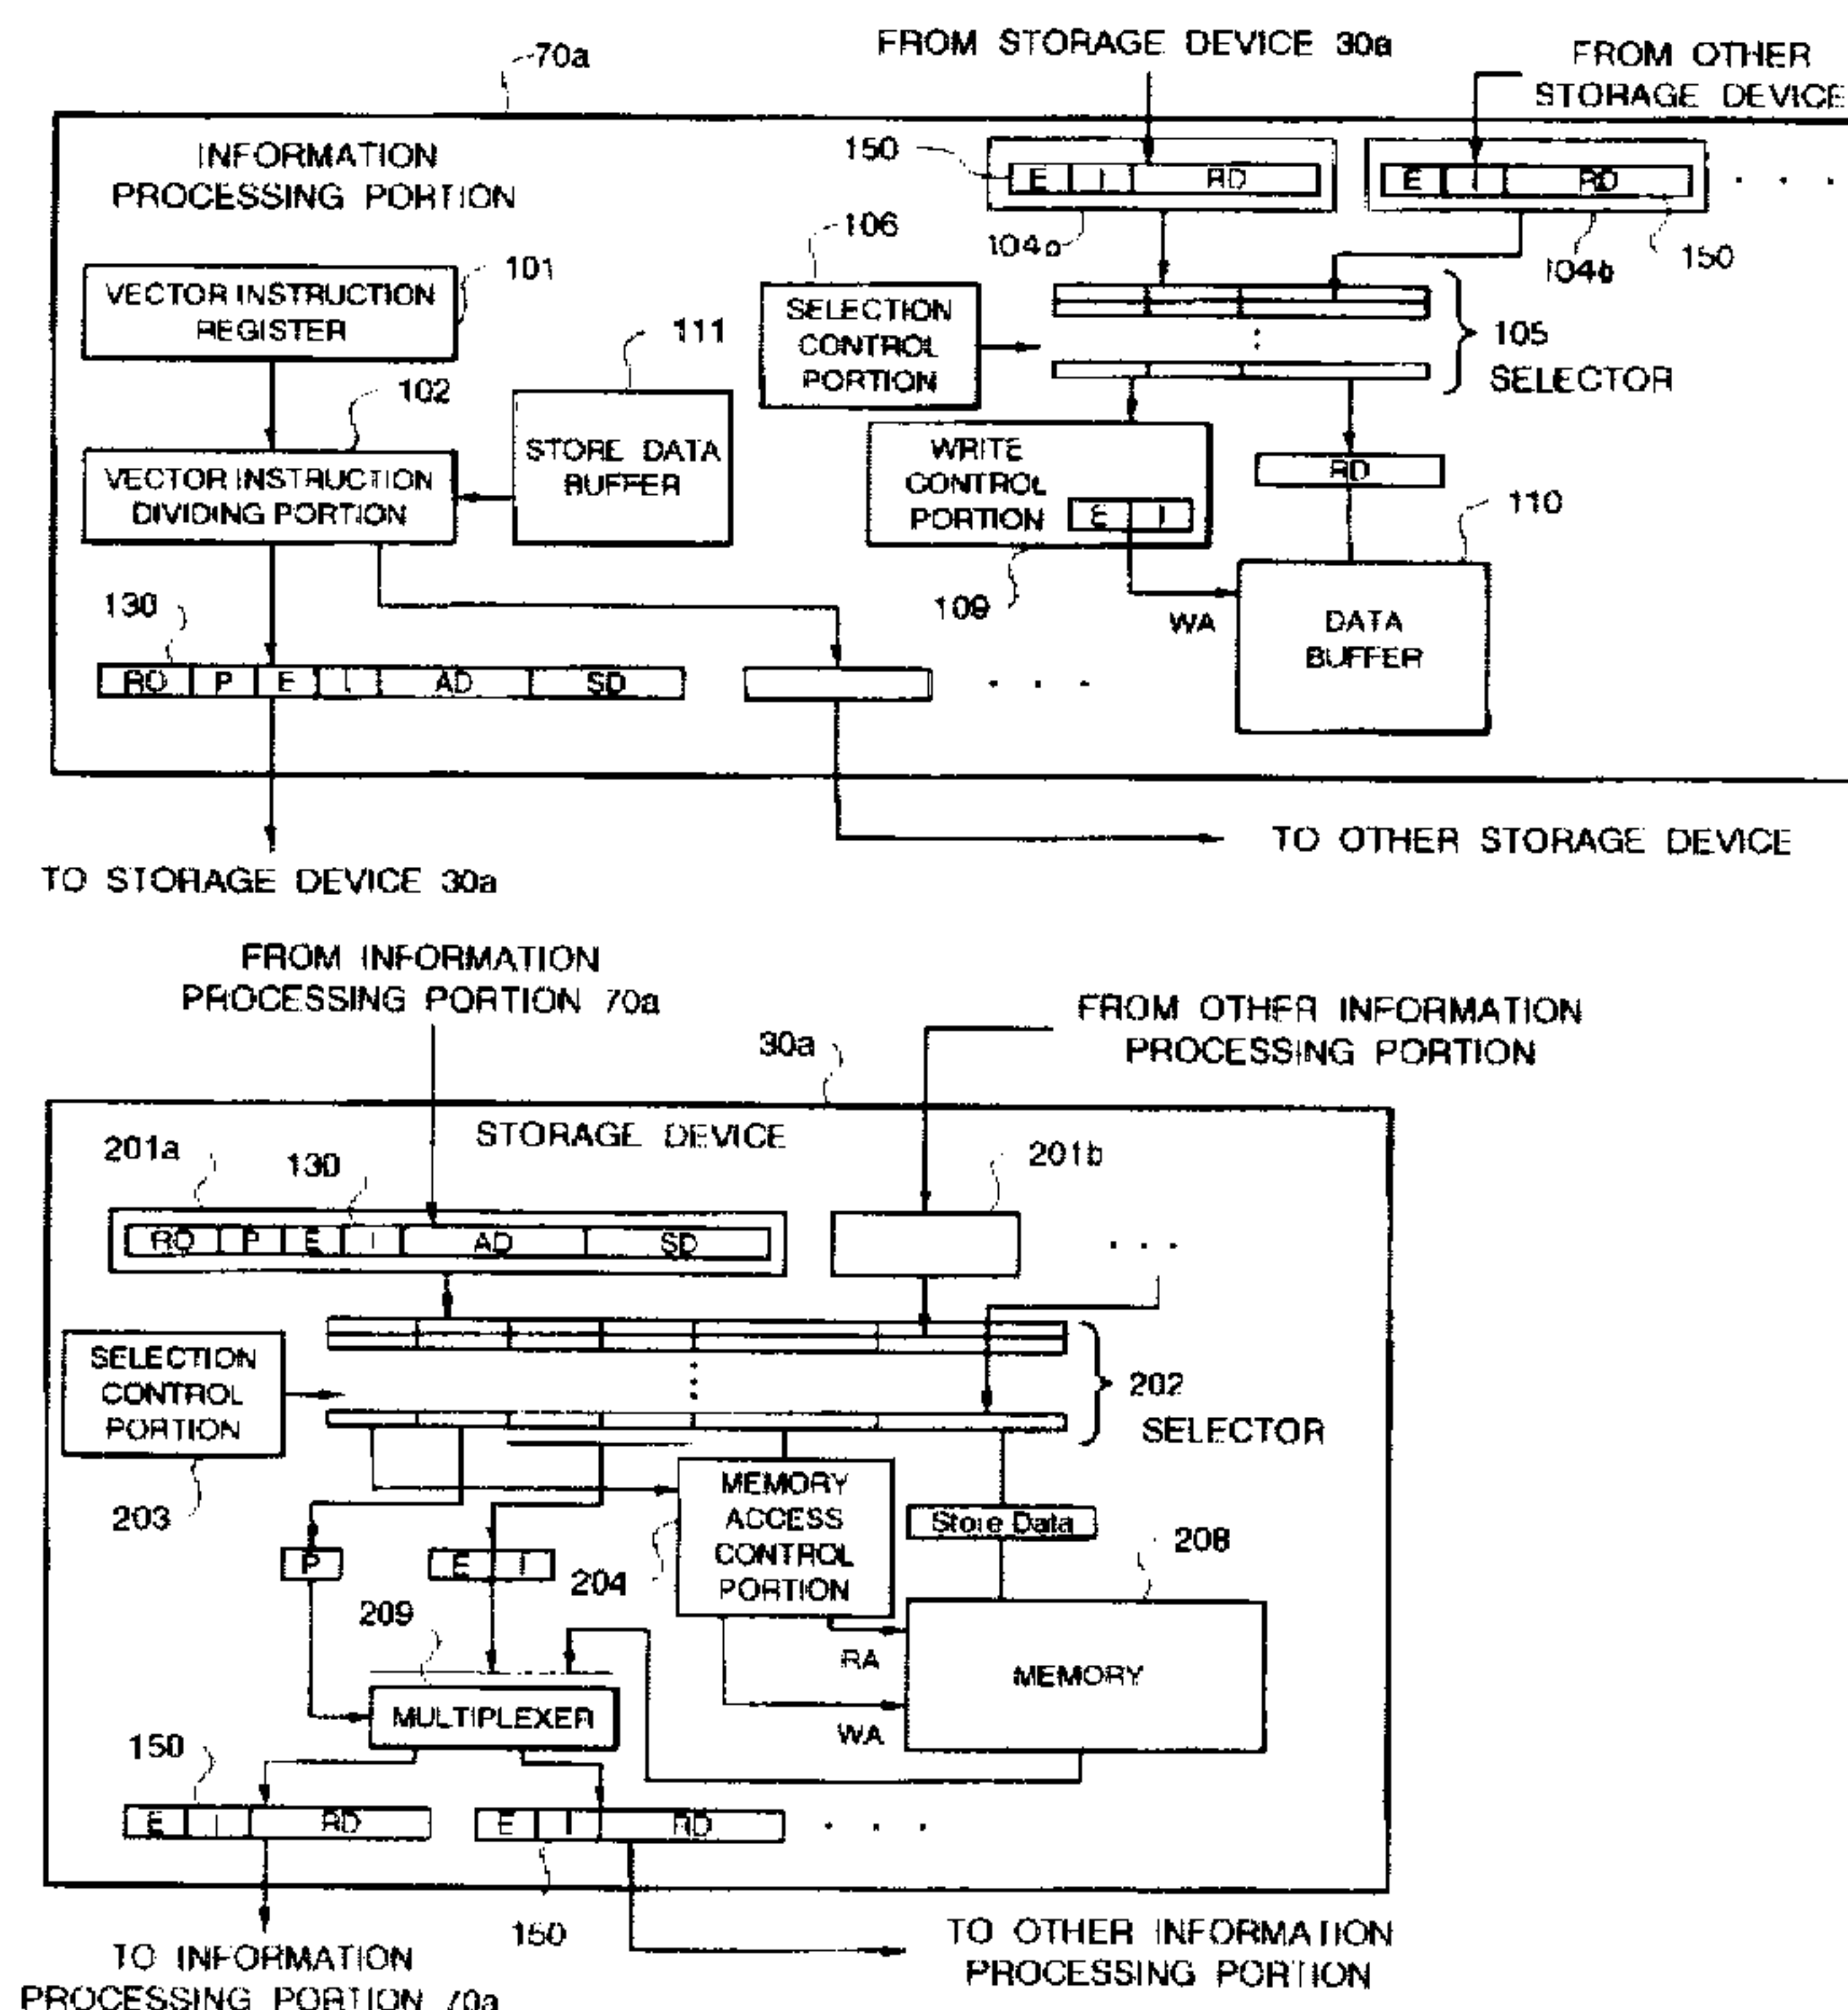 70a
FROM STORAGE DEVICE 30a
FROM OTHER
STORAGE DEVICE
INFORMATION
PROCESSING PORTION
150
E I RD
E I RD
104a
104b
150
106
SELECTION
CONTROL
PORTION
105
SELECTOR
101
VECTOR INSTRUCTION
REGISTER
111
STORE DATA
BUFFER
102
VECTOR INSTRUCTION
DIVIDING PORTION
WRITE
CONTROL
PORTION
E I
109
RD
110
WA
DATA
BUFFER
130
RQ P E I AD SD
TO OTHER STORAGE DEVICE
TO STORAGE DEVICE 30a
FROM INFORMATION
PROCESSING PORTION 70a
FROM OTHER INFORMATION
PROCESSING PORTION
30a
STORAGE DEVICE
201a
130
201b
RQ P E I AD SD
SELECTION
CONTROL
PORTION
203
202
SELECTOR
P
E I
204
MEMORY
ACCESS
CONTROL
PORTION
Store Data
208
209
MULTIPLEXER
RA
WA
MEMORY
150
E I RD
E I RD
150
TO INFORMATION
PROCESSING PORTION 70a
TO OTHER INFORMATION
PROCESSING PORTION